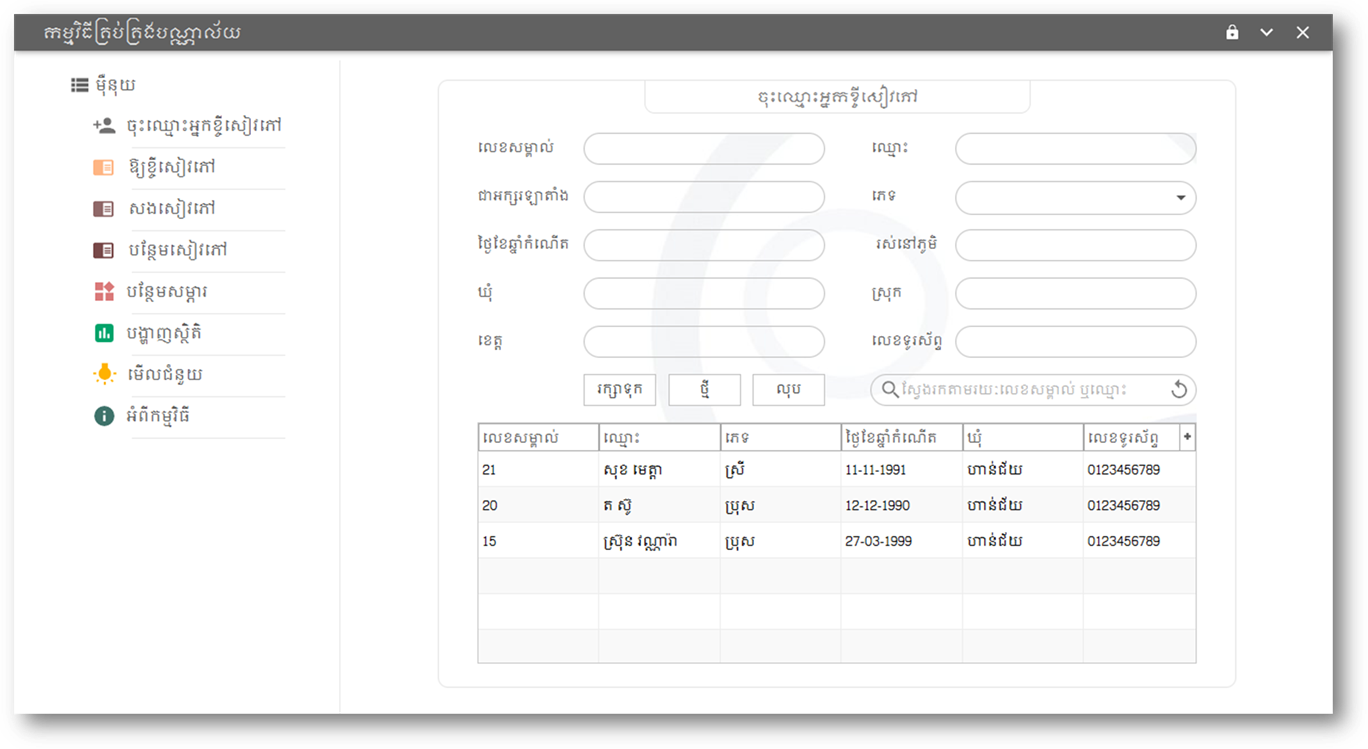 កម្មវិធីគ្រប់គ្រងបណ្ណាល័យ
ម៉ឺនុយ
ចុះឈ្មោះអ្នកខ្ចីសៀវភៅ
ឱ្យខ្ចីសៀវភៅ
សងសៀវភៅ
បន្ថែមសៀវភៅ
បន្ថែមសម្ភារ
បង្ហាញស្ថិតិ
មើលជំនួយ
អំពីកម្មវិធី
ចុះឈ្មោះអ្នកខ្ចីសៀវភៅ
លេខសម្គាល់ ឈ្មោះ
ជាអក្សរឡាតាំង ភេទ
ថ្ងៃខែឆ្នាំកំណើត រស់នៅភូមិ
ឃុំ ស្រុក
ខេត្ត លេខទូរស័ព្ទ
រក្សាទុក ថ្មី លុប ស្វែងរកតាមរយៈលេខសម្គាល់ ឬឈ្មោះ
លេខសម្គាល់ ឈ្មោះ ភេទ ថ្ងៃខែឆ្នាំកំណើត ឃុំ លេខទូរស័ព្ទ +
21 សុខ មេត្តា ស្រី 11-11-1991 ហាន់ជ័យ 0123456789
20 ត ស៊ូ ប្រុស 12-12-1990 ហាន់ជ័យ 0123456789
15 ស្រ៊ុន វណ្ណារ៉ា ប្រុស 27-03-1999 ហាន់ជ័យ 0123456789